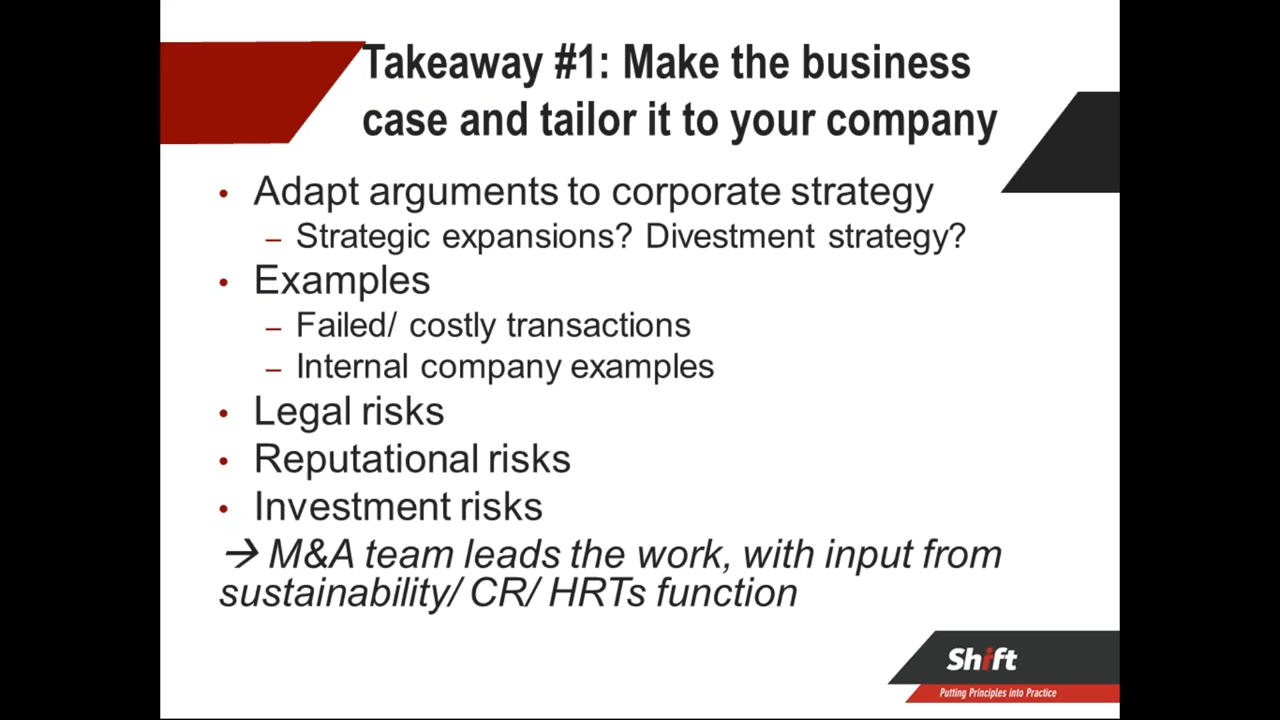 Takeaway #1: Make the business
case and tailor it to your company
• Adapt arguments to corporate strategy
– Strategic expansions? Divestment strategy?
• Examples
– Failed/ costly transactions
– Internal company examples
• Legal risks
• Reputational risks
• Investment risks
→ M&A team leads the work, with input from
sustainability/ CR/ HRTs function
Shift
Putting Principles into Practice